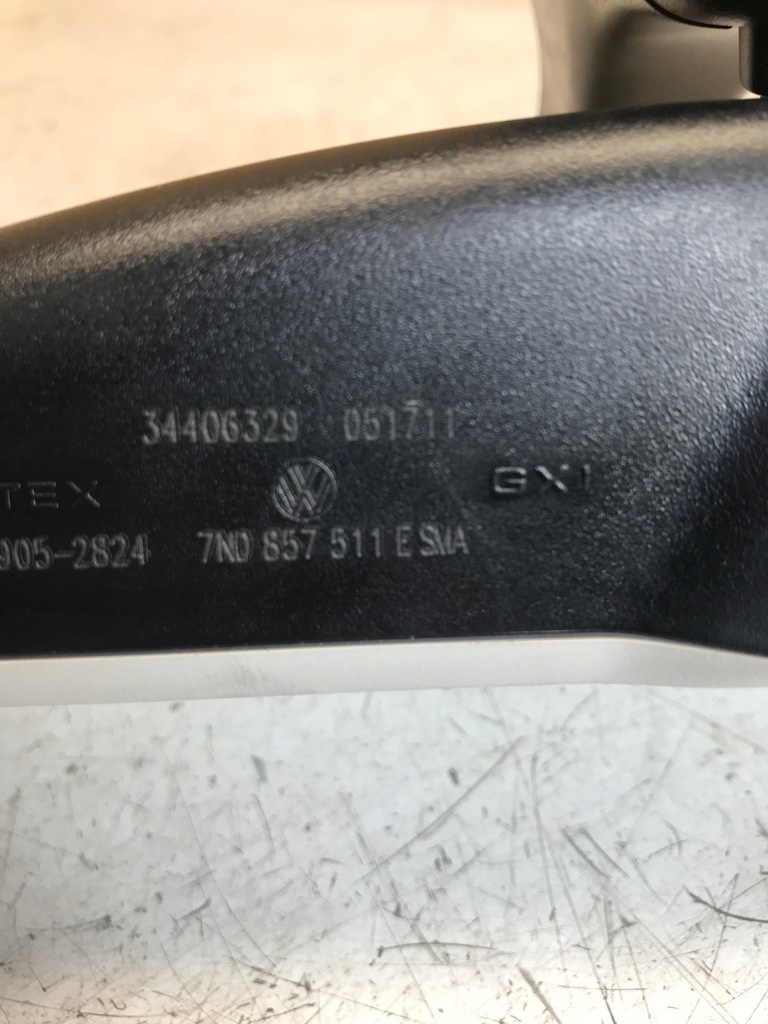 34406329 051711
TEX GX1
905-2824 7N0 857 511 E SMA